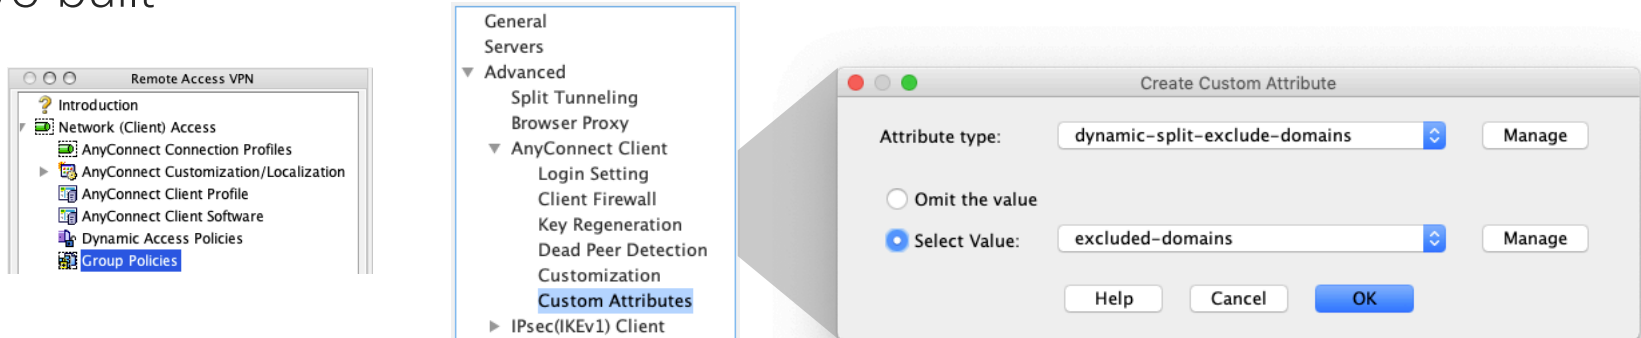 built
Remote Access VPN
Introduction
Network (Client) Access
AnyConnect Connection Profiles
AnyConnect Customization/Localization
AnyConnect Client Profile
AnyConnect Client Software
Dynamic Access Policies
Group Policies
General
Servers
Advanced
Split Tunneling
Browser Proxy
AnyConnect Client
Login Setting
Client Firewall
Key Regeneration
Dead Peer Detection
Customization
Custom Attributes
IPsec(IKEv1) Client
Create Custom Attribute
Attribute type: dynamic-split-exclude-domains Manage
Omit the value
Select Value: excluded-domains Manage
Help Cancel OK